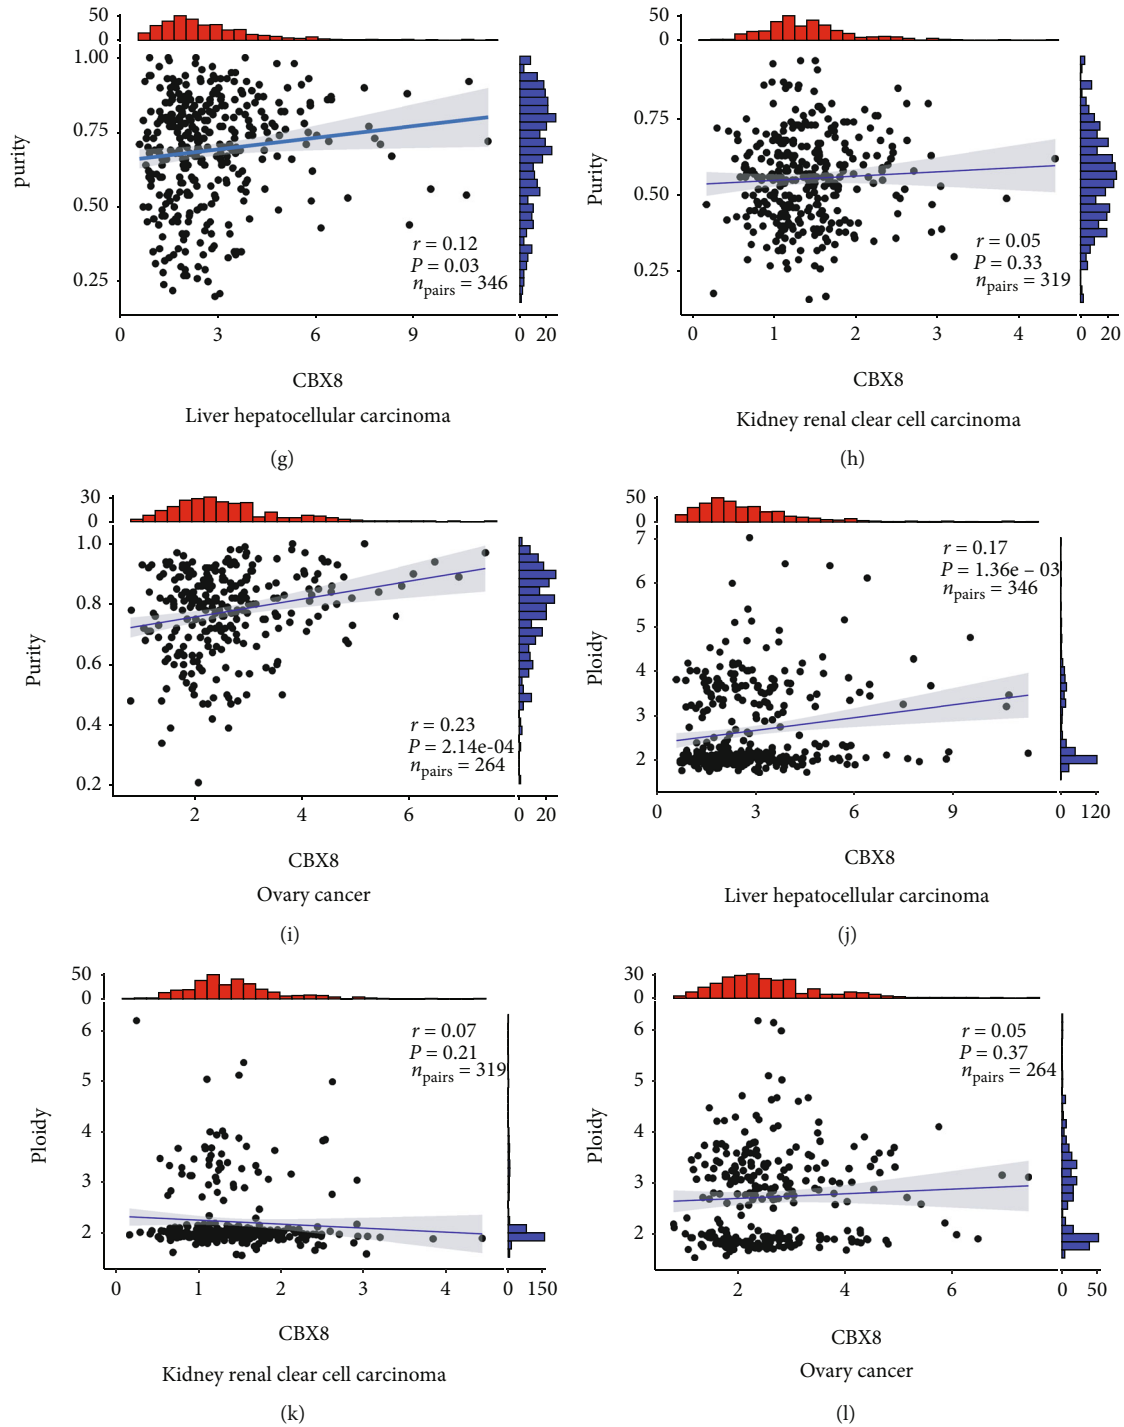 50
0
1.00
0.75
0.50
0.25
purity
r = 0.12
P = 0.03
n pairs = 346
0 3 6 9
0 20
CBX8
Liver hepatocellular carcinoma
(g)
50
0
0.75
0.50
0.25
Purity
r = 0.05
P = 0.33
n pairs = 319
0 1 2 3 4
0 20
CBX8
Kidney renal clear cell carcinoma
(h)
30
0
1.0
0.8
0.6
0.4
0.2
Purity
r = 0.23
P = 2.14e-04
n pairs = 264
2 4 6
0 20
CBX8
Ovary cancer
(i)
50
0
7
6
5
4
3
2
Ploidy
r = 0.17
P = 1.36e – 03
n pairs = 346
0 3 6 9
0 120
CBX8
Liver hepatocellular carcinoma
(j)
50
0
6
5
4
3
2
Ploidy
r = 0.07
P = 0.21
n pairs = 319
0 1 2 3 4
0 150
CBX8
Kidney renal clear cell carcinoma
(k)
30
0
6
5
4
3
2
Ploidy
r = 0.05
P = 0.37
n pairs = 264
2 4 6
0 50
CBX8
Ovary cancer
(l)